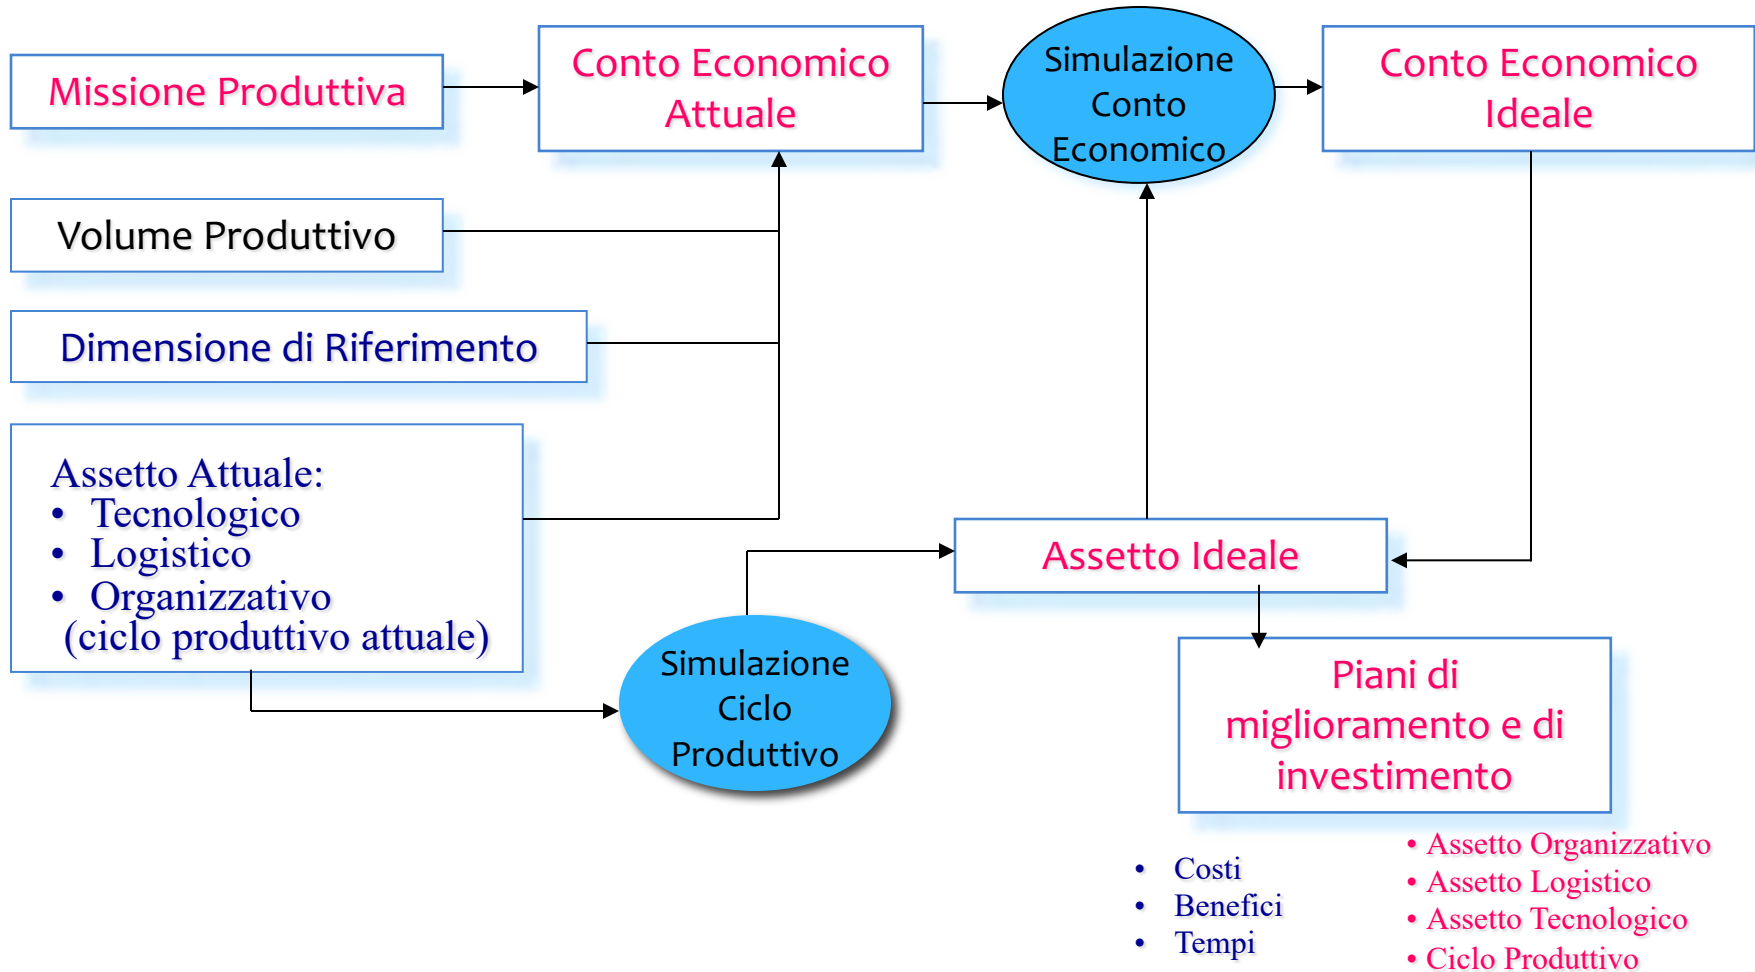 Missione Produttiva
Conto Economico
Attuale
Simulazione
Conto
Economico
Conto Economico
Ideale
Volume Produttivo
Dimensione di Riferimento
Assetto Attuale:
• Tecnologico
• Logistico
• Organizzativo
(ciclo produttivo attuale)
Simulazione
Ciclo
Produttivo
Assetto Ideale
Piani di
miglioramento e di
investimento
• Costi
• Benefici
• Tempi
• Assetto Organizzativo
• Assetto Logistico
• Assetto Tecnologico
• Ciclo Produttivo